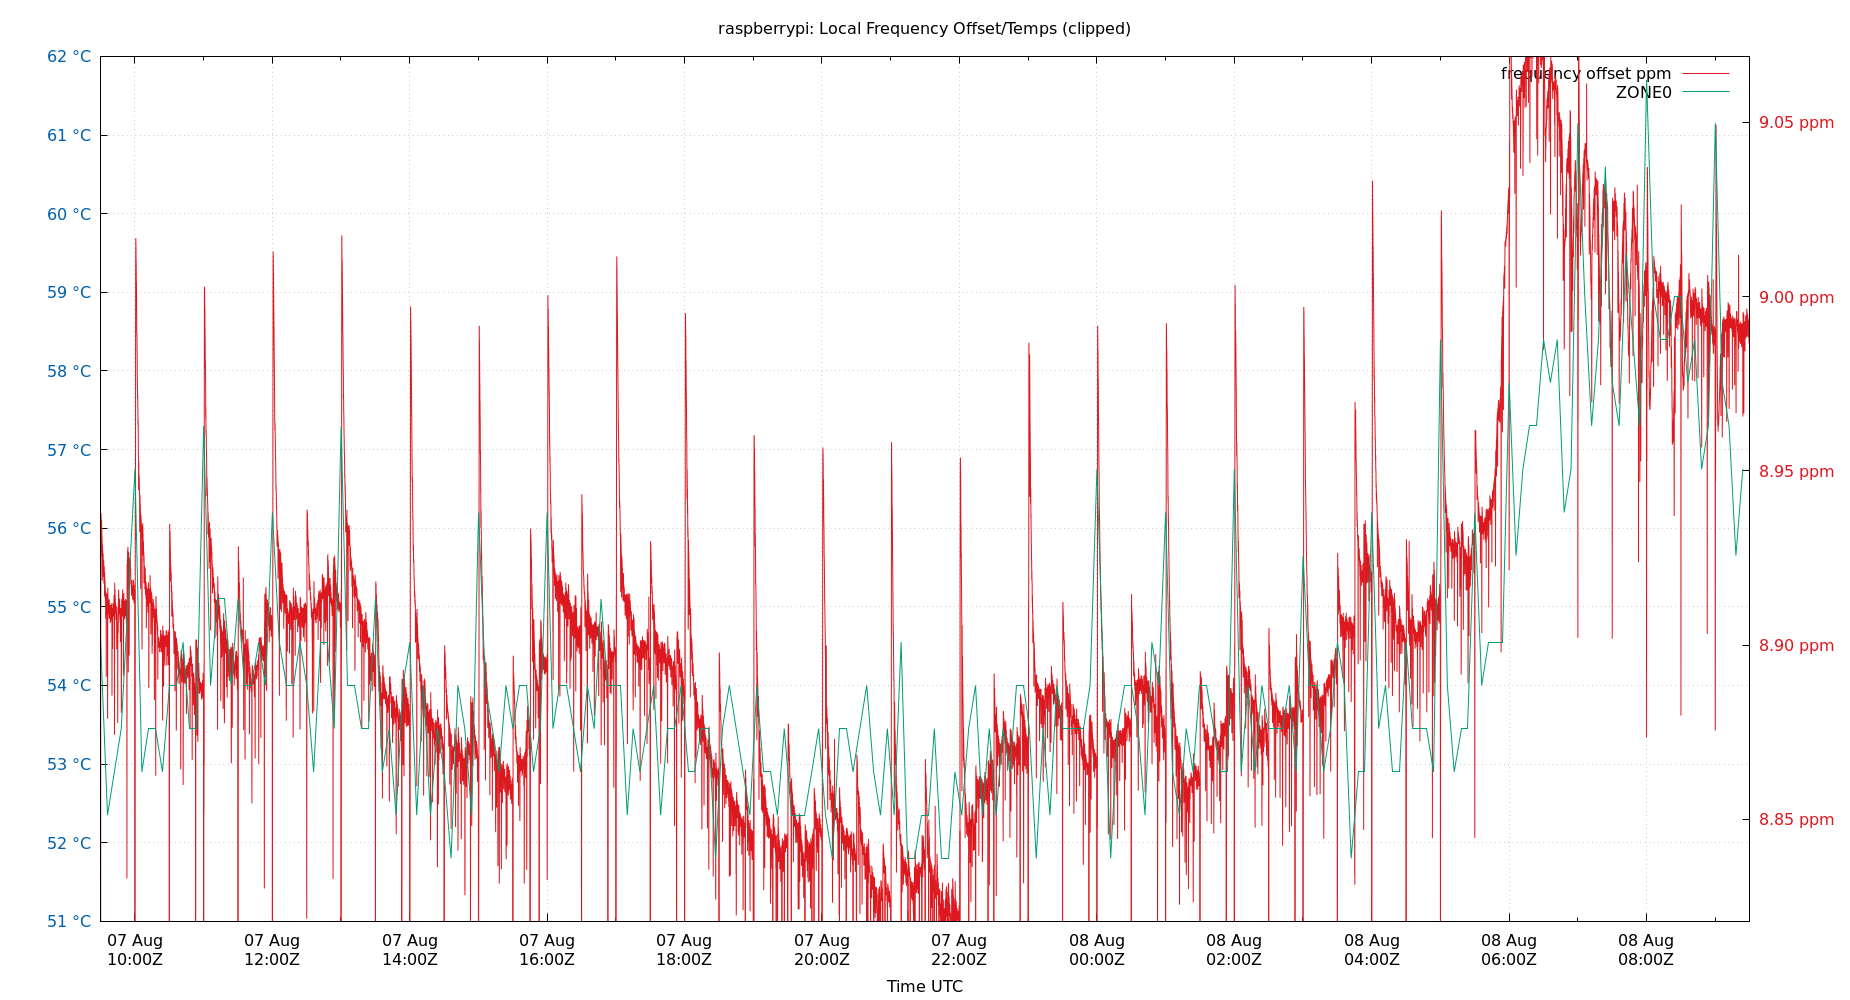 raspberrypi: Local Frequency Offset/Temps (clipped)
62 °C
61 °C
60 °C
59 °C
58 °C
57 °C
56 °C
55 °C
54 °C
53 °C
52 °C
51 °C
frequency offset ppm
ZONE0
9.05 ppm
9.00 ppm
8.95 ppm
8.90 ppm
8.85 ppm
07 Aug 07 Aug 07 Aug 07 Aug 07 Aug 07 Aug 07 Aug 08 Aug 08 Aug 08 Aug 08 Aug 08 Aug
10:00Z 12:00Z 14:00Z 16:00Z 18:00Z 20:00Z 22:00Z 00:00Z 02:00Z 04:00Z 06:00Z 08:00Z
Time UTC